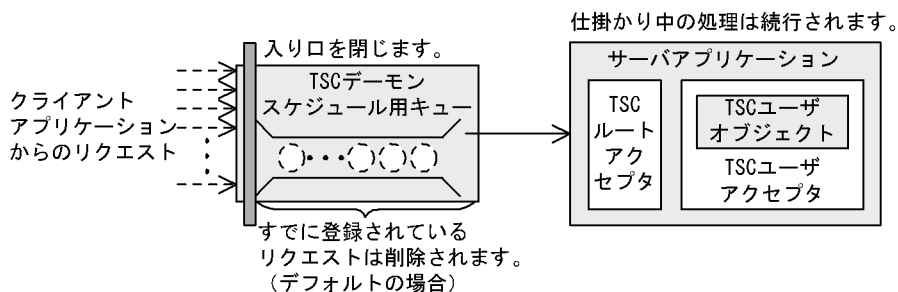 仕掛かり中の処理は続行されます。
入り口を閉じます。
サーバアプリケーション
TSCデーモン
スケジュール用キュー
クライアント
アプリケーション
からのリクエスト
TSC
ルート
アク
セプタ
TSCユーザ
オブジェクト
TSCユーザ
アクセプタ
すでに登録されている
リクエストは削除されます。
（デフォルトの場合）